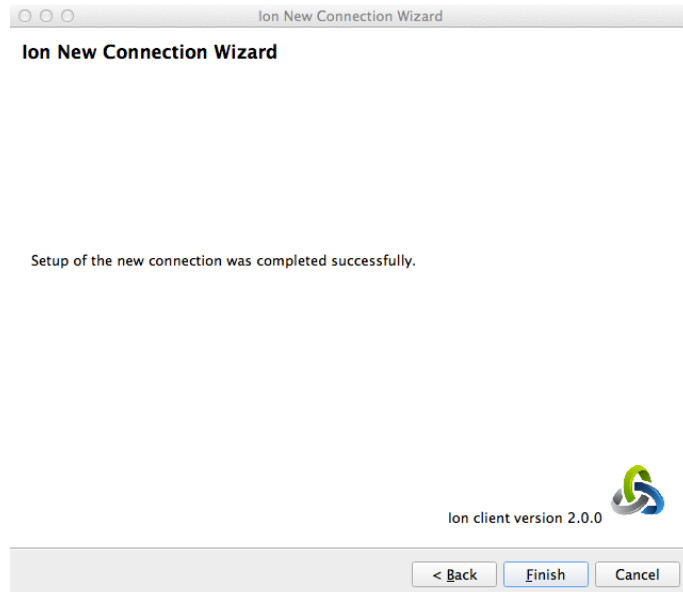 Ion New Connection Wizard
Ion New Connection Wizard
Setup of the new connection was completed successfully.
Ion client version 2.0.0
< Back Finish Cancel